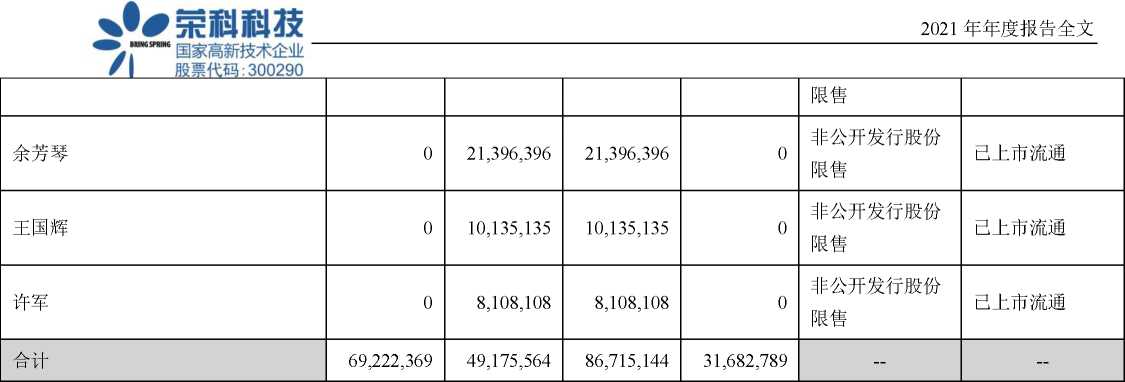 荣科科技
BRING SPRING
国家高新技术企业
股票代码:300290
2021 年年度报告全文
限售
余芳琴 0 21,396,396 21,396,396 0 非公开发行股份 已上市流通
限售
王国辉 0 10,135,135 10,135,135 0 非公开发行股份 已上市流通
限售
许军 0 8,108,108 8,108,108 0 非公开发行股份 已上市流通
限售
合计 69,222,369 49,175,564 86,715,144 31,682,789 -- --